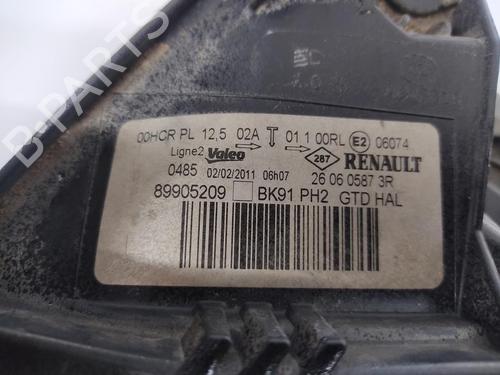 B-PARTS
00HCR PL 12,5 02A T 01 1 00RL E2 06074
Ligne2 Valeo 287 RENAULT
0485 02/02/2011 06h07 26 06 0587 3R
89905209 BK91 PH2 GTD HAL